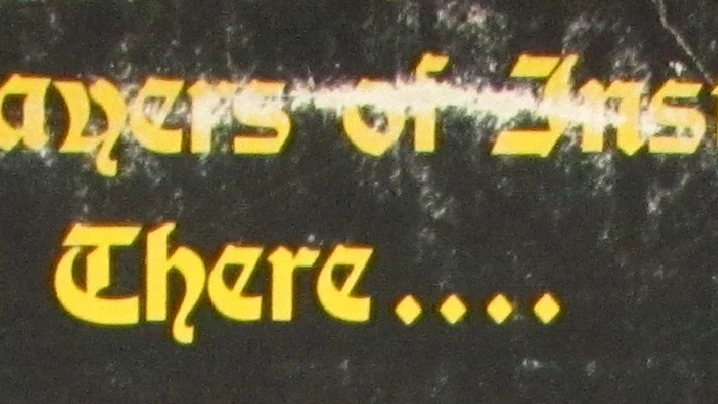 ayers of Ins
There....